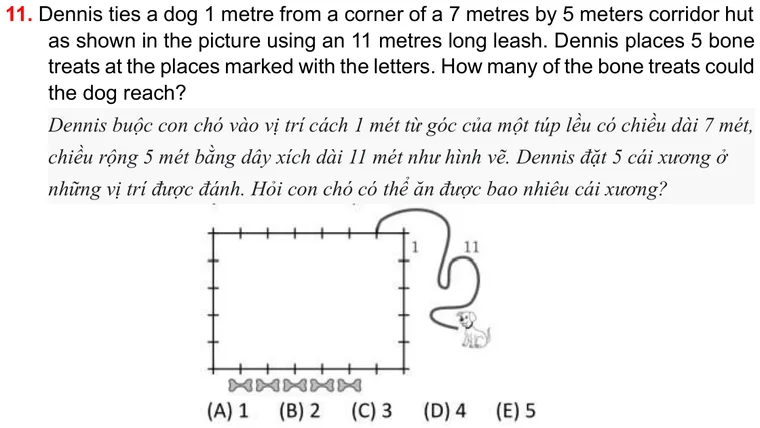 11. Dennis ties a dog 1 metre from a corner of a 7 metres by 5 meters corridor hut
as shown in the picture using an 11 metres long leash. Dennis places 5 bone
treats at the places marked with the letters. How many of the bone treats could
the dog reach?
Dennis buộc con chó vào vị trí cách 1 mét từ góc của một túp lều có chiều dài 7 mét,
chiều rộng 5 mét bằng dây xích dài 11 mét như hình vẽ. Dennis đặt 5 cái xương ở
những vị trí được đánh. Hỏi con chó có thể ăn được bao nhiêu cái xương?
1 11
(A) 1 (B) 2 (C) 3 (D) 4 (E) 5